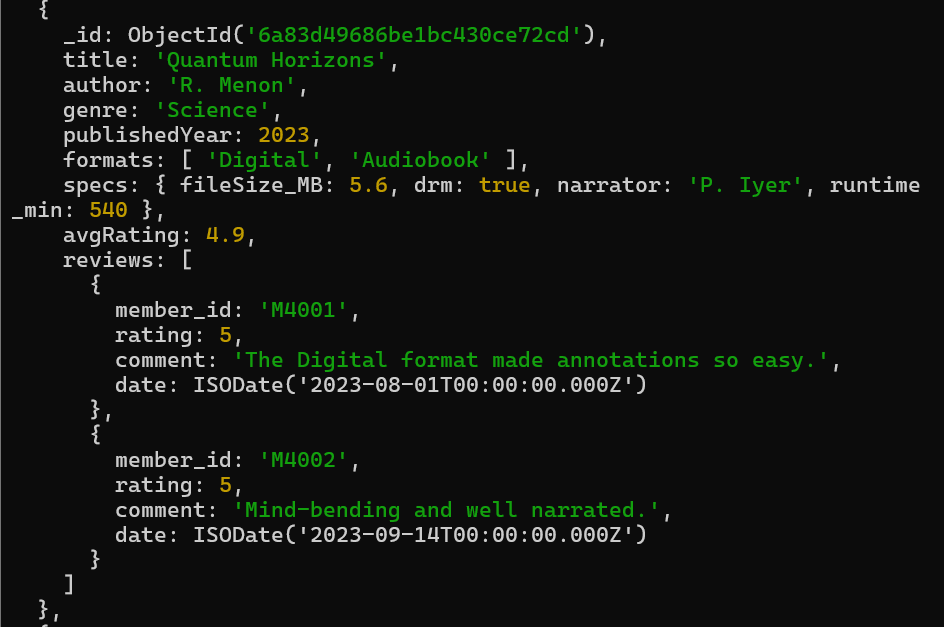 {
_id: ObjectId('6a83d49686be1bc430ce72cd'),
title: 'Quantum Horizons',
author: 'R. Menon',
genre: 'Science',
publishedYear: 2023,
formats: [ 'Digital', 'Audiobook' ],
specs: { fileSize_MB: 5.6, drm: true, narrator: 'P. Iyer', runtime
_min: 540 },
avgRating: 4.9,
reviews: [
{
member_id: 'M4001',
rating: 5,
comment: 'The Digital format made annotations so easy.',
date: ISODate('2023-08-01T00:00:00.000Z')
},
{
member_id: 'M4002',
rating: 5,
comment: 'Mind-bending and well narrated.',
date: ISODate('2023-09-14T00:00:00.000Z')
}
]
},